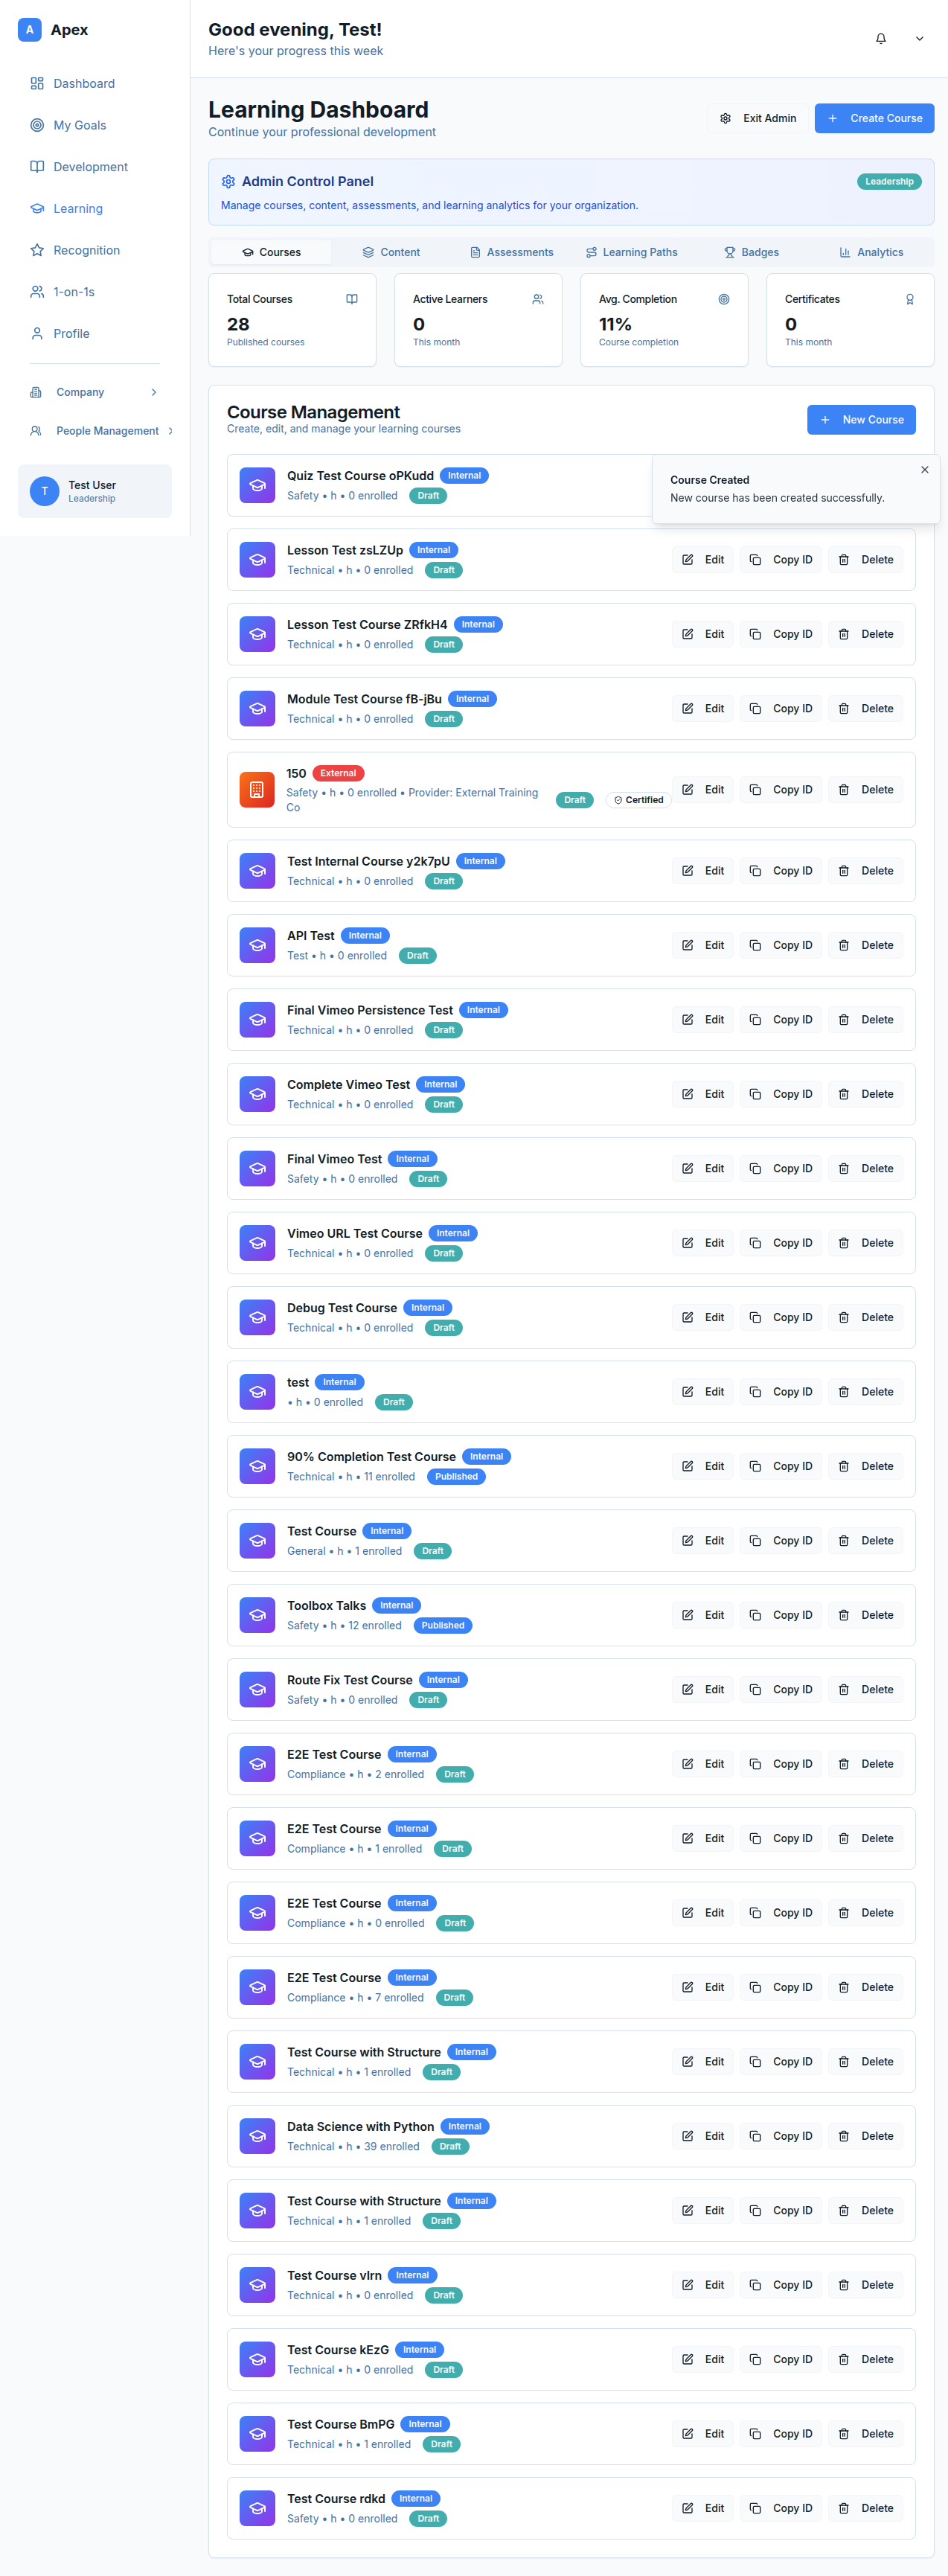 A Apex
Dashboard
My Goals
Development
Learning
Recognition
1-on-1s
Profile
Company
People Management
T
Test User
Leadership
Good evening, Test!
Here's your progress this week
Learning Dashboard
Continue your professional development
Exit Admin
Create Course
Admin Control Panel
Leadership
Manage courses, content, assessments, and learning analytics for your organization.
Courses Content Assessments Learning Paths Badges Analytics
Total Courses
28
Published courses
Active Learners
0
This month
Avg. Completion
11%
Course completion
Certificates
0
This month
Course Management
Create, edit, and manage your learning courses
New Course
Quiz Test Course oPKudd Internal
Safety • h • 0 enrolled Draft
Course Created
New course has been created successfully.
Lesson Test zsLZUp Internal
Technical • h • 0 enrolled Draft
Edit Copy ID Delete
Lesson Test Course ZRfkH4 Internal
Technical • h • 0 enrolled Draft
Edit Copy ID Delete
Module Test Course fB-jBu Internal
Technical • h • 0 enrolled Draft
Edit Copy ID Delete
150 External
Safety • h • 0 enrolled • Provider: External Training
Co
Draft Certified
Edit Copy ID Delete
Test Internal Course y2k7pU Internal
Technical • h • 0 enrolled Draft
Edit Copy ID Delete
API Test Internal
Test • h • 0 enrolled Draft
Edit Copy ID Delete
Final Vimeo Persistence Test Internal
Technical • h • 0 enrolled Draft
Edit Copy ID Delete
Complete Vimeo Test Internal
Technical • h • 0 enrolled Draft
Edit Copy ID Delete
Final Vimeo Test Internal
Safety • h • 0 enrolled Draft
Edit Copy ID Delete
Vimeo URL Test Course Internal
Technical • h • 0 enrolled Draft
Edit Copy ID Delete
Debug Test Course Internal
Technical • h • 0 enrolled Draft
Edit Copy ID Delete
test Internal
• h • 0 enrolled Draft
Edit Copy ID Delete
90% Completion Test Course Internal
Technical • h • 11 enrolled Published
Edit Copy ID Delete
Test Course Internal
General • h • 1 enrolled Draft
Edit Copy ID Delete
Toolbox Talks Internal
Safety • h • 12 enrolled Published
Edit Copy ID Delete
Route Fix Test Course Internal
Safety • h • 0 enrolled Draft
Edit Copy ID Delete
E2E Test Course Internal
Compliance • h • 2 enrolled Draft
Edit Copy ID Delete
E2E Test Course Internal
Compliance • h • 1 enrolled Draft
Edit Copy ID Delete
E2E Test Course Internal
Compliance • h • 0 enrolled Draft
Edit Copy ID Delete
E2E Test Course Internal
Compliance • h • 7 enrolled Draft
Edit Copy ID Delete
Test Course with Structure Internal
Technical • h • 1 enrolled Draft
Edit Copy ID Delete
Data Science with Python Internal
Technical • h • 39 enrolled Draft
Edit Copy ID Delete
Test Course with Structure Internal
Technical • h • 1 enrolled Draft
Edit Copy ID Delete
Test Course vlrn Internal
Technical • h • 0 enrolled Draft
Edit Copy ID Delete
Test Course kEzG Internal
Technical • h • 0 enrolled Draft
Edit Copy ID Delete
Test Course BmPG Internal
Technical • h • 1 enrolled Draft
Edit Copy ID Delete
Test Course rdkd Internal
Safety • h • 0 enrolled Draft
Edit Copy ID Delete